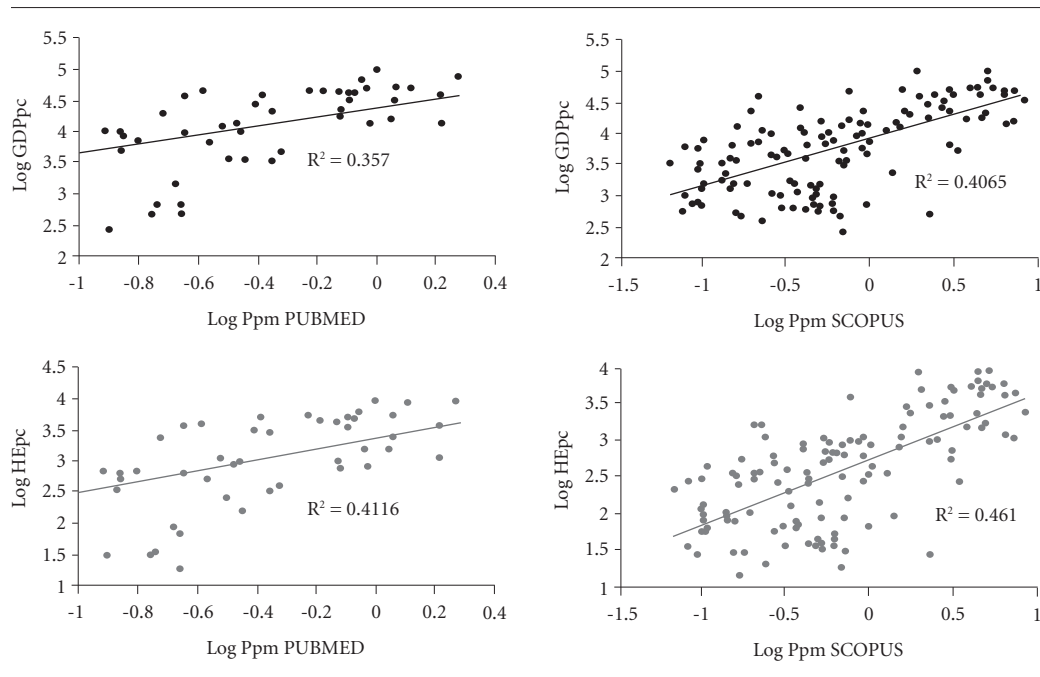 5.5
5
4.5
4
3.5
3
2.5
2
Log GDPpc
R² = 0.357
-1 -0.8 -0.6 -0.4 -0.2 0 0.2 0.4
Log Ppm PUBMED
5.5
5
4.5
4
3.5
3
2.5
2
Log GDPpc
R² = 0.4065
-1.5 -1 -0.5 0 0.5 1
Log Ppm SCOPUS
4.5
4
3.5
3
2.5
2
1.5
1
Log HEpc
R² = 0.4116
-1 -0.8 -0.6 -0.4 -0.2 0 0.2 0.4
Log Ppm PUBMED
4
3.5
3
2.5
2
1.5
1
Log HEpc
R² = 0.461
-1.5 -1 -0.5 0 0.5 1
Log Ppm SCOPUS